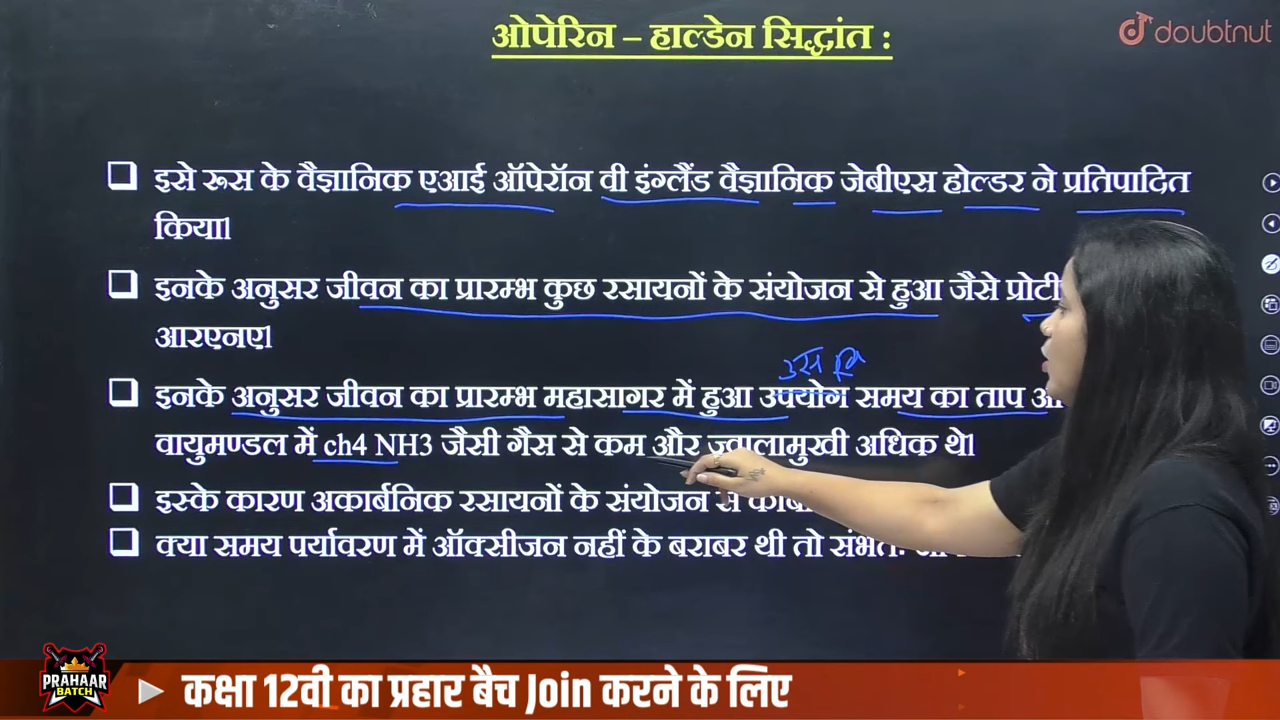 ओपेरिन – हाल्डेन सिद्धांत :
doubtnut
इसे रूस के वैज्ञानिक एआई ऑपेरॉन वी इंग्लैंड वैज्ञानिक जेबीएस होल्डर ने प्रतिपादित
किया।
इनके अनुसर जीवन का प्रारम्भ कुछ रसायनों के संयोजन से हुआ जैसे
आरएनए।
उस
इनके अनुसर जीवन का प्रारम्भ महासागर में हुआ उपयोग समय का ताप
वायुमण्डल में ch4 NH3 जैसी गैस से कम और ज्वालामुखी अधिक थे।
इस्के कारण अकार्बनिक रसायनों के संयोजन से
क्या समय पर्यावरण में ऑक्सीजन नहीं के बराबर थी तो संभतः
PRAHAAR
BATCH
कक्षा 12वी का प्रहार बैच Join करने के लिए